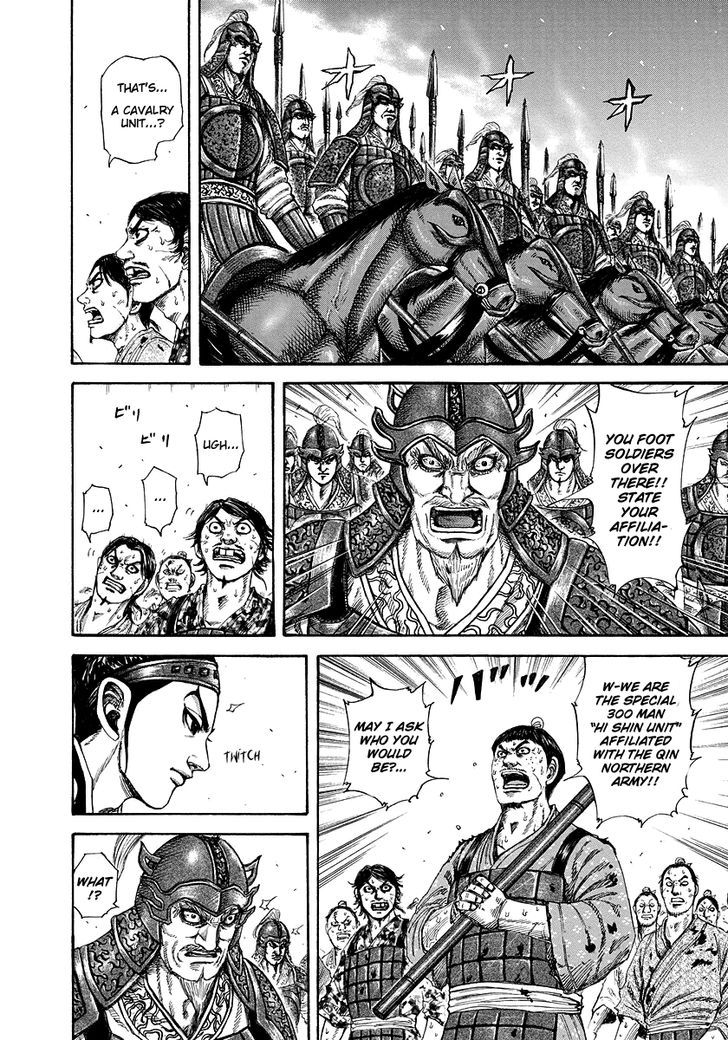 THAT'S...
A CAVALRY
UNIT...?
YOU FOOT
SOLDIERS
OVER
THERE!!
STATE
YOUR
AFFILIA-
TION!!
UGH...
ビリ
ビリ
...
...
W-WE ARE
THE SPECIAL
300 MAN
"HI SHIN UNIT"
AFFILIATED
WITH THE QIN
NORTHERN
ARMY!!
MAY I ASK
WHO YOU
WOULD
BE?...
TWITCH
WHAT
!?